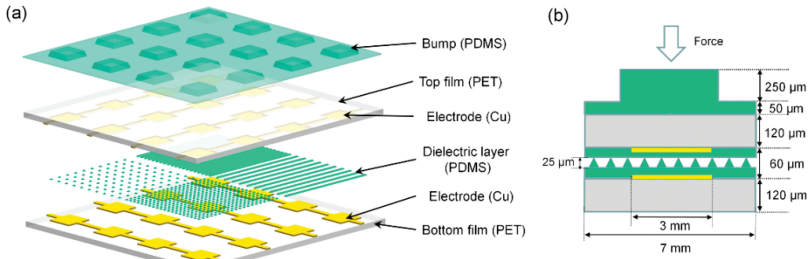 (a)
Bump (PDMS)
Top film (PET)
Electrode (Cu)
Dielectric layer
(PDMS)
Electrode (Cu)
Bottom film (PET)
(b)
Force
250 μm
50 μm
120 μm
25 μm
60 μm
120 μm
3 mm
7 mm